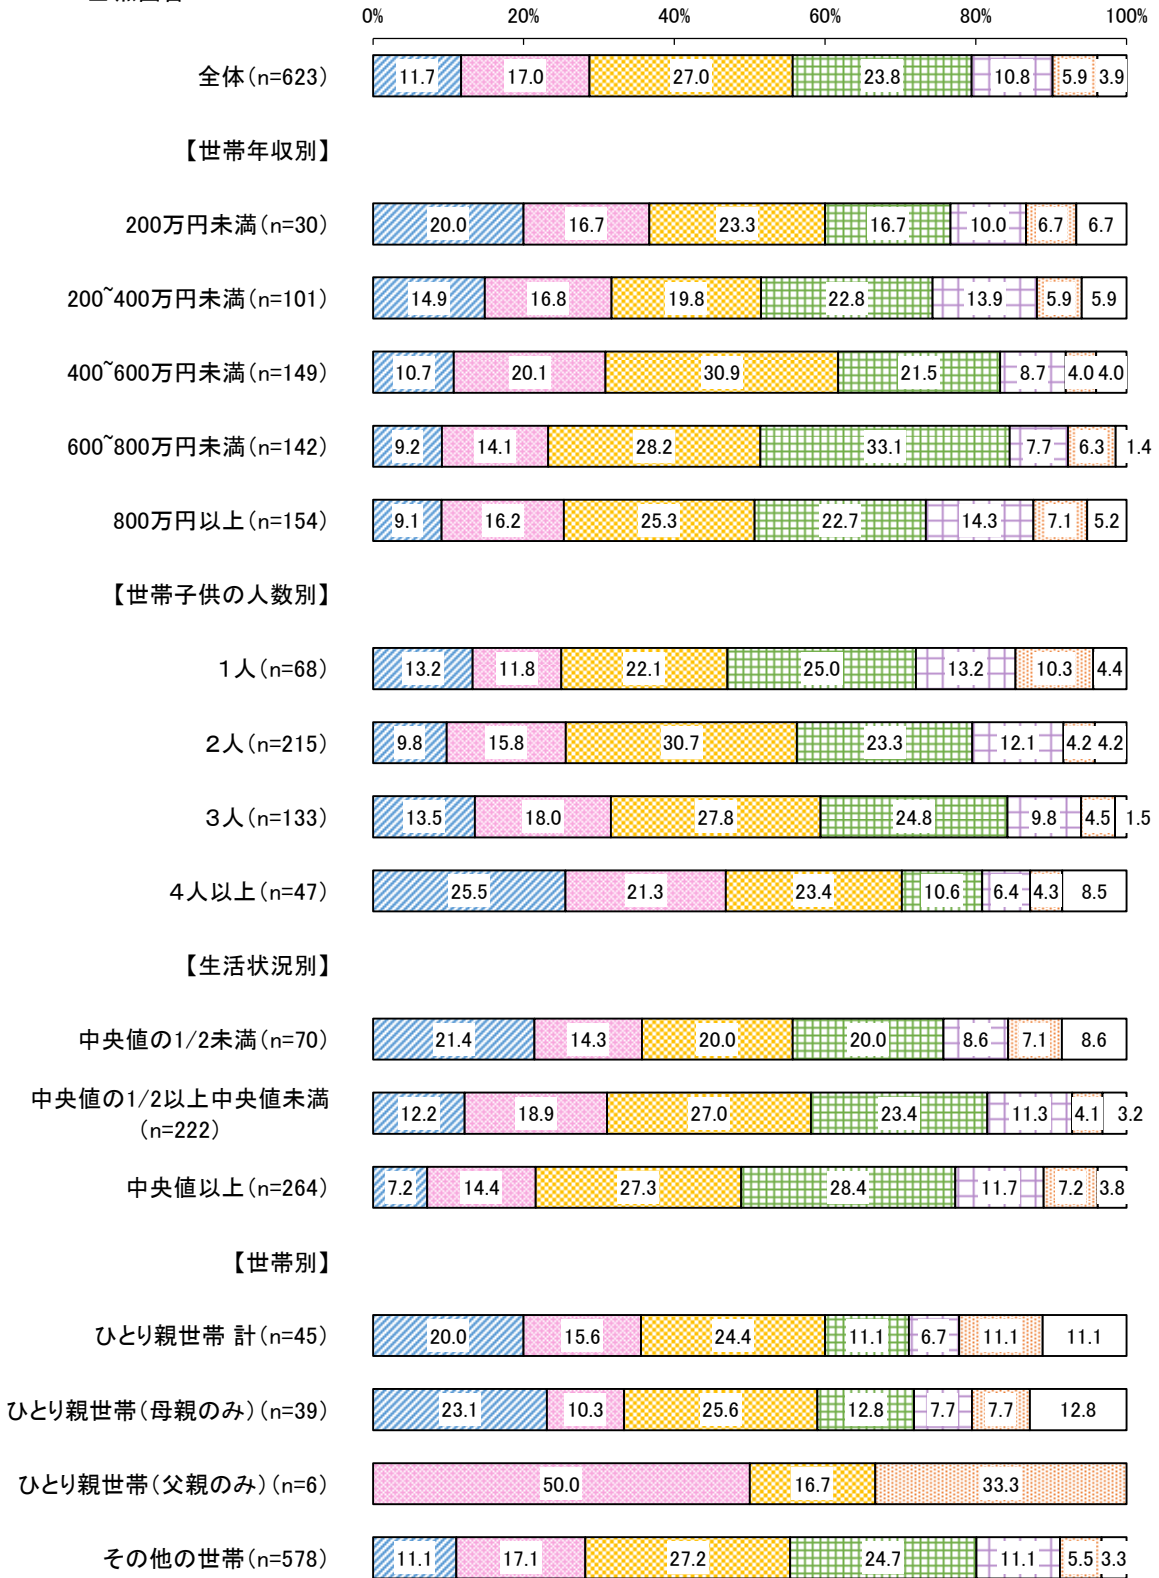 0% 20% 40% 60% 80% 100%
全体(n=623) 11.7 17.0 27.0 23.8 10.8 5.9 3.9
【世帯年収別】
200万円未満(n=30) 20.0 16.7 23.3 16.7 10.0 6.7 6.7
200~400万円未満(n=101) 14.9 16.8 19.8 22.8 13.9 5.9 5.9
400~600万円未満(n=149) 10.7 20.1 30.9 21.5 8.7 4.0 4.0
600~800万円未満(n=142) 9.2 14.1 28.2 33.1 7.7 6.3 1.4
800万円以上(n=154) 9.1 16.2 25.3 22.7 14.3 7.1 5.2
【世帯子供の人数別】
1人(n=68) 13.2 11.8 22.1 25.0 13.2 10.3 4.4
2人(n=215) 9.8 15.8 30.7 23.3 12.1 4.2 4.2
3人(n=133) 13.5 18.0 27.8 24.8 9.8 4.5 1.5
4人以上(n=47) 25.5 21.3 23.4 10.6 6.4 4.3 8.5
【生活状況別】
中央値の1/2未満(n=70) 21.4 14.3 20.0 20.0 8.6 7.1 8.6
中央値の1/2以上中央値未満
(n=222) 12.2 18.9 27.0 23.4 11.3 4.1 3.2
中央値以上(n=264) 7.2 14.4 27.3 28.4 11.7 7.2 3.8
【世帯別】
ひとり親世帯 計(n=45) 20.0 15.6 24.4 11.1 6.7 11.1 11.1
ひとり親世帯(母親のみ)(n=39) 23.1 10.3 25.6 12.8 7.7 7.7 12.8
ひとり親世帯(父親のみ)(n=6) 50.0 16.7 33.3
その他の世帯(n=578) 11.1 17.1 27.2 24.7 11.1 5.5 3.3